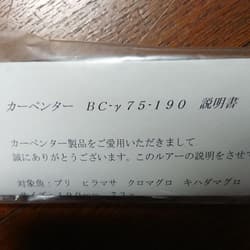 カーペンター　BC-γ75-190　説明書
カーペンター製品をご愛用いただきまして
誠にありがとうございます。このルアーの説明をさせて
対象魚：ブリ　ヒラマサ　クロマグロ　キハダマグロ